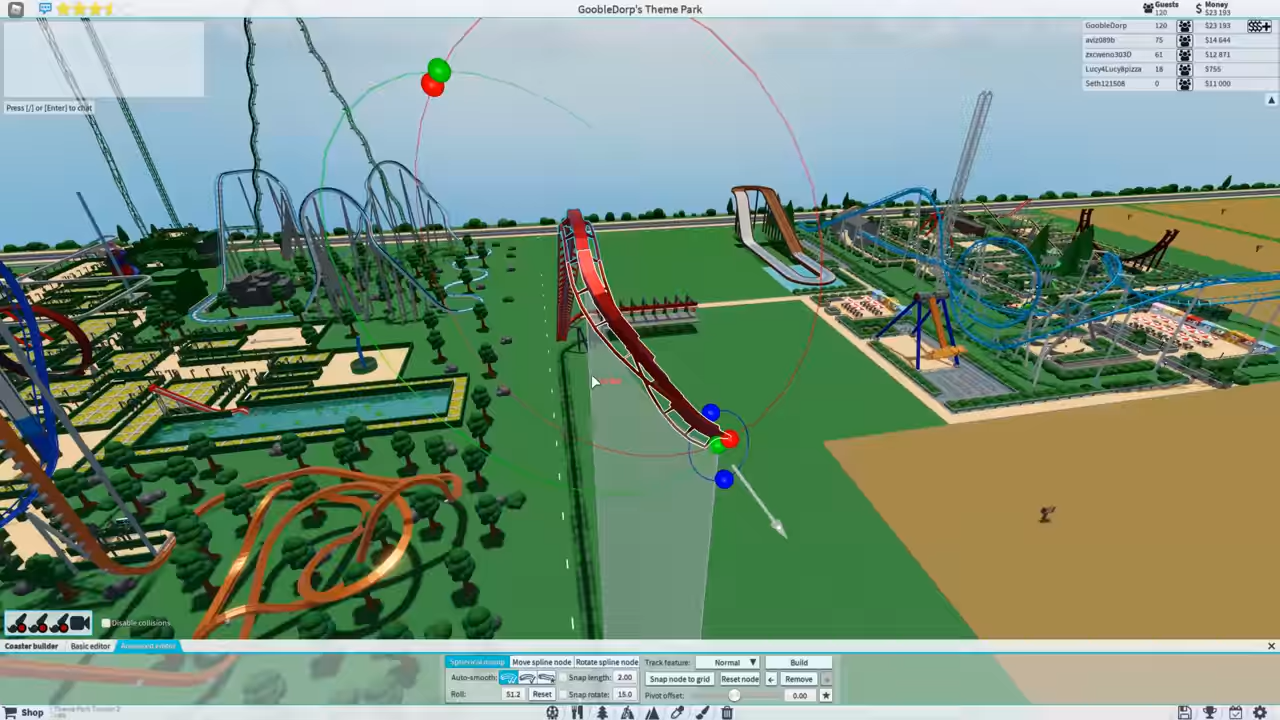 GoobleDorp's Theme Park
Guests
120
Money
$23 193
GoobleDorp 120 $23 193
aviz089b 75 $14 644
zxcweno303D 61 $12 871
Lucy4Lucy8pizza 18 $755
Seth121508 0 $11 000
Press [/] or [Enter] to chat
Disable collisions
Coaster builder Basic editor Advanced editor
Move spline node Rotate spline node Track feature: Normal Build
Auto-smooth: Snap length: 2.00 Snap node to grid Reset node Remove
Roll: 51.2 Reset Snap rotate: 15.0 Pivot offset: 0.00
Shop